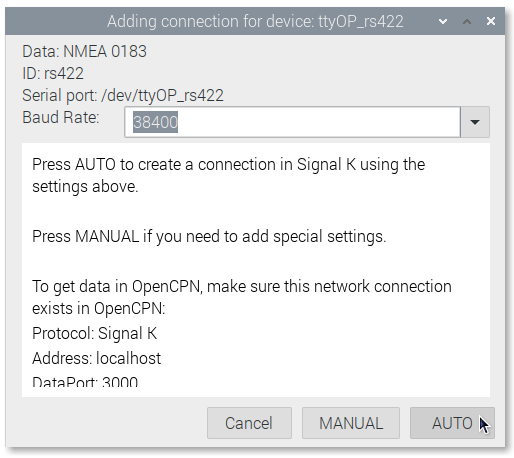 Adding connection for device: ttyOP_rs422
Data: NMEA 0183
ID: rs422
Serial port: /dev/ttyOP_rs422
Baud Rate: 38400
Press AUTO to create a connection in Signal K using the
settings above.
Press MANUAL if you need to add special settings.
To get data in OpenCPN, make sure this network connection
exists in OpenCPN:
Protocol: Signal K
Address: localhost
DataPort: 3000
Cancel MANUAL AUTO